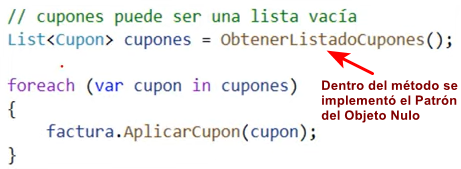 // cupones puede ser una lista vacía
List<Cupon> cupones = ObtenerListadoCupones();
foreach (var cupon in cupones)
{
    factura.AplicarCupon(cupon);
}
Dentro del método se
implementó el Patrón
del Objeto Nulo